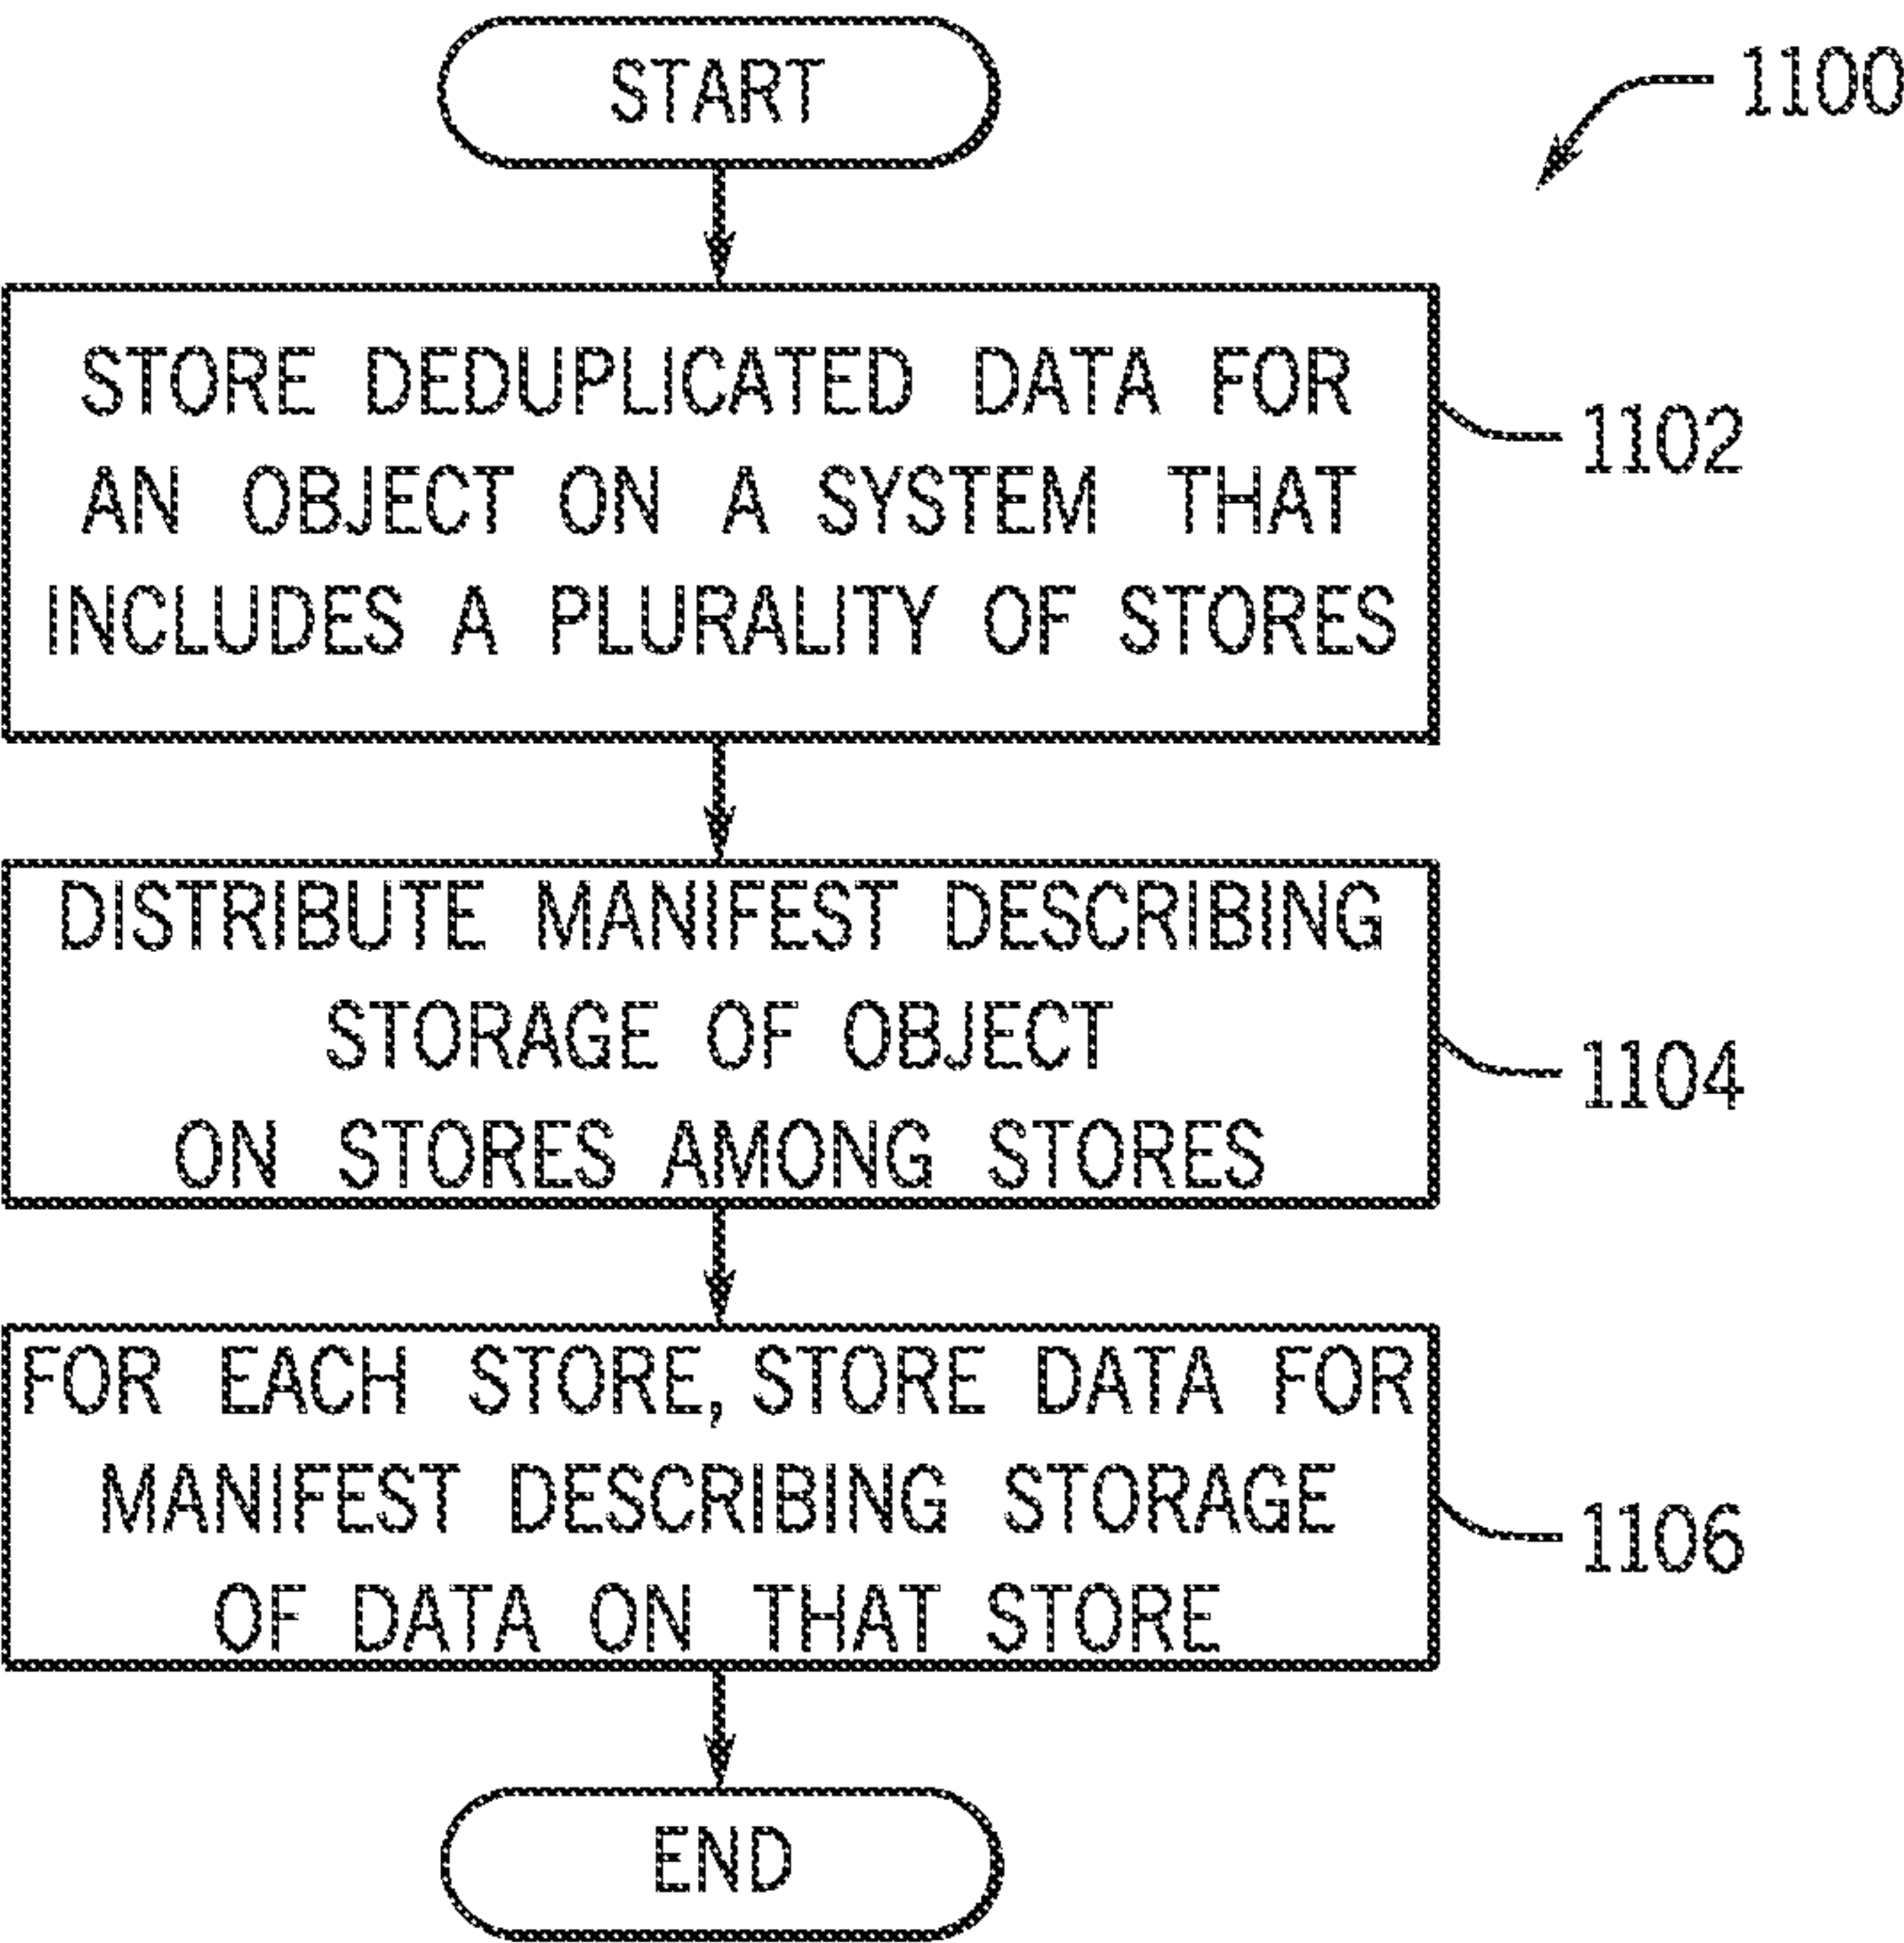 START
1100
STORE DEDUPLICATED DATA FOR
AN OBJECT ON A SYSTEM THAT
INCLUDES A PLURALITY OF STORES
1102
DISTRIBUTE MANIFEST DESCRIBING
STORAGE OF OBJECT
ON STORES AMONG STORES
1104
FOR EACH STORE, STORE DATA FOR
MANIFEST DESCRIBING STORAGE
OF DATA ON THAT STORE
1106
END